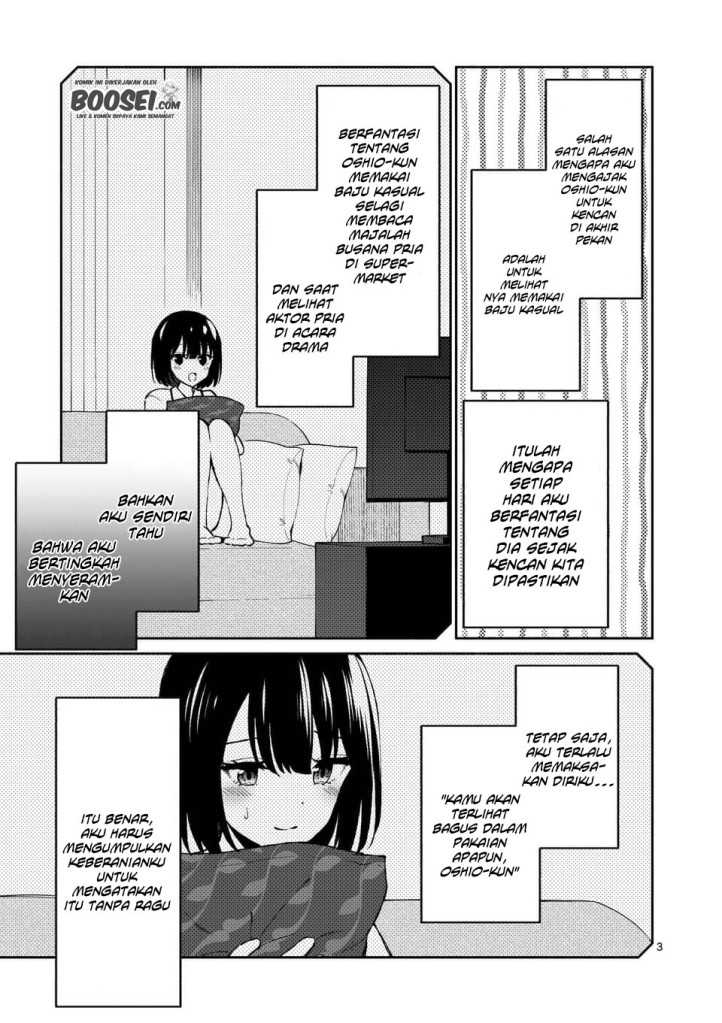 KOMIK INI DIKERJAKAN OLEH
BOOSEI.COM
LIKE & KOMEN SUPAYA KAMI SEMANGAT
SALAH
SATU ALASAN
MENGAPA AKU
MENGAJAK
OSHIO-KUN
UNTUK
KENCAN
DI AKHIR
PEKAN
ADALAH
UNTUK
MELIHAT
NYA MEMAKAI
BAJU KASUAL
ITULAH
MENGAPA
SETIAP
HARI AKU
BERFANTASI
TENTANG
DIA SEJAK
KENCAN KITA
DIPASTIKAN
BERFANTASI
TENTANG
OSHIO-KUN
MEMAKAI
BAJU KASUAL
SELAGI
MEMBACA
MAJALAH
BUSANA PRIA
DI SUPER-
MARKET
DAN SAAT
MELIHAT
AKTOR PRIA
DI ACARA
DRAMA
BAHKAN
AKU SENDIRI
TAHU
BAHWA AKU
BERTINGKAH
MENYERAM-
KAN
TETAP SAJA,
AKU TERLALU
MEMAKSA-
KAN DIRIKU...
"KAMU AKAN
TERLIHAT
BAGUS DALAM
PAKAIAN
APAPUN,
OSHIO-KUN"
ITU BENAR,
AKU HARUS
MENGUMPULKAN
KEBERANIANKU
UNTUK
MENGATAKAN
ITU TANPA RAGU
3